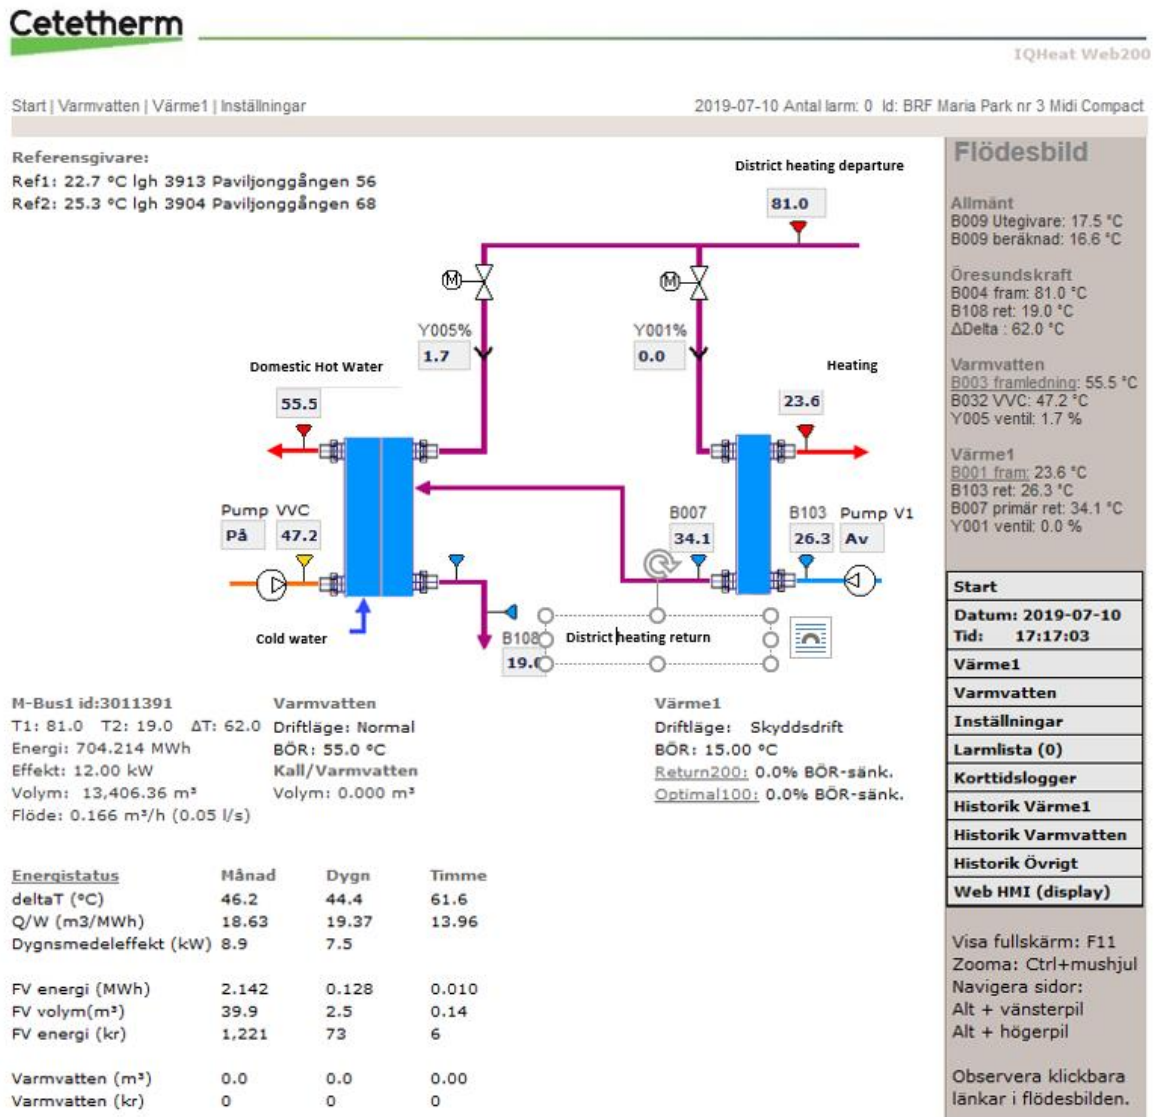 Cetetherm
IQHeat Web200
Start | Varmvatten | Värme1 | Inställningar
2019-07-10 Antal larm: 0 Id: BRF Maria Park nr 3 Midi Compact
Referensgivare:
Ref1: 22.7 °C lgh 3913 Paviljonggången 56
Ref2: 25.3 °C lgh 3904 Paviljonggången 68
District heating departure
81.0
M
M
Y005%
1.7
Y001%
0.0
Domestic Hot Water
55.5
Heating
23.6
Pump VVC
På
47.2
B007
34.1
B103
26.3
Pump V1
Av
Cold water
B108
19.0
District heating return
M-Bus1 id:3011391
T1: 81.0 T2: 19.0 ΔT: 62.0
Energi: 704.214 MWh
Effekt: 12.00 kW
Volym: 13,406.36 m³
Flöde: 0.166 m³/h (0.05 l/s)
Varmvatten
Driftläge: Normal
BÖR: 55.0 °C
Kall/Varmvatten
Volym: 0.000 m³
Värme1
Driftläge: Skyddsdrift
BÖR: 15.00 °C
Return200: 0.0% BÖR-sänk.
Optimal100: 0.0% BÖR-sänk.
Energistatus Månad Dygn Timme
deltaT (°C) 46.2 44.4 61.6
Q/W (m3/MWh) 18.63 19.37 13.96
Dygnsmedeleffekt (kW) 8.9 7.5
FV energi (MWh) 2.142 0.128 0.010
FV volym(m³) 39.9 2.5 0.14
FV energi (kr) 1,221 73 6
Varmvatten (m³) 0.0 0.0 0.00
Varmvatten (kr) 0 0 0
Flödesbild
Allmänt
B009 Utegivare: 17.5 °C
B009 beräknad: 16.6 °C
Öresundskraft
B004 fram: 81.0 °C
B108 ret: 19.0 °C
ΔDelta : 62.0 °C
Varmvatten
B003 framledning: 55.5 °C
B032 VVC: 47.2 °C
Y005 ventil: 1.7 %
Värme1
B001 fram: 23.6 °C
B103 ret: 26.3 °C
B007 primär ret: 34.1 °C
Y001 ventil: 0.0 %
Start
Datum: 2019-07-10
Tid: 17:17:03
Värme1
Varmvatten
Inställningar
Larmlista (0)
Korttidslogger
Historik Värme1
Historik Varmvatten
Historik Övrigt
Web HMI (display)
Visa fullskärm: F11
Zooma: Ctrl+mushjul
Navigera sidor:
Alt + vänsterpil
Alt + högerpil
Observera klickbara
länkar i flödesbilden.